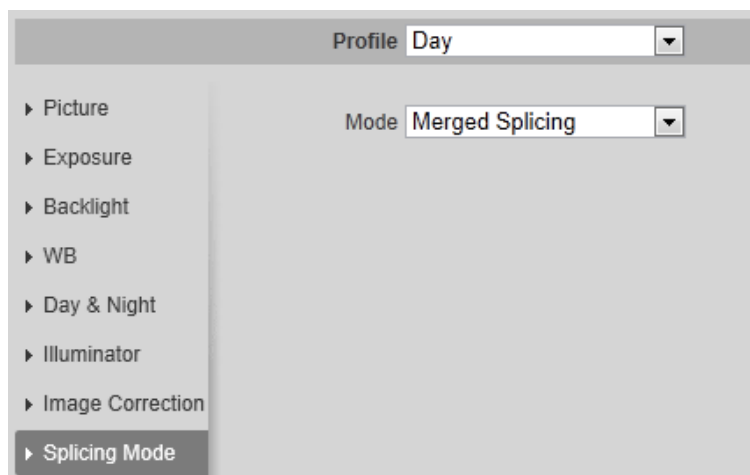 Profile Day
Picture
Mode Merged Splicing
Exposure
Backlight
WB
Day & Night
Illuminator
Image Correction
Splicing Mode